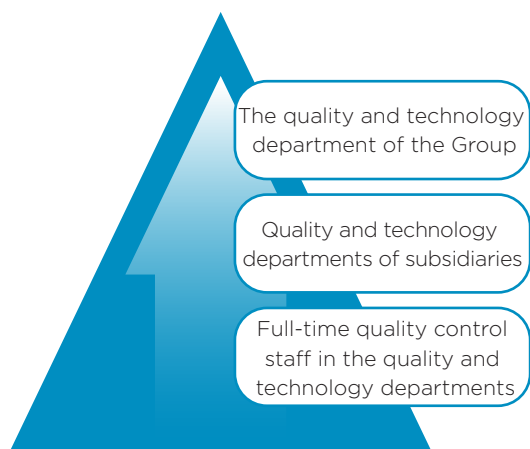 The quality and technology
department of the Group
Quality and technology
departments of subsidiaries
Full-time quality control
staff in the quality and
technology departments